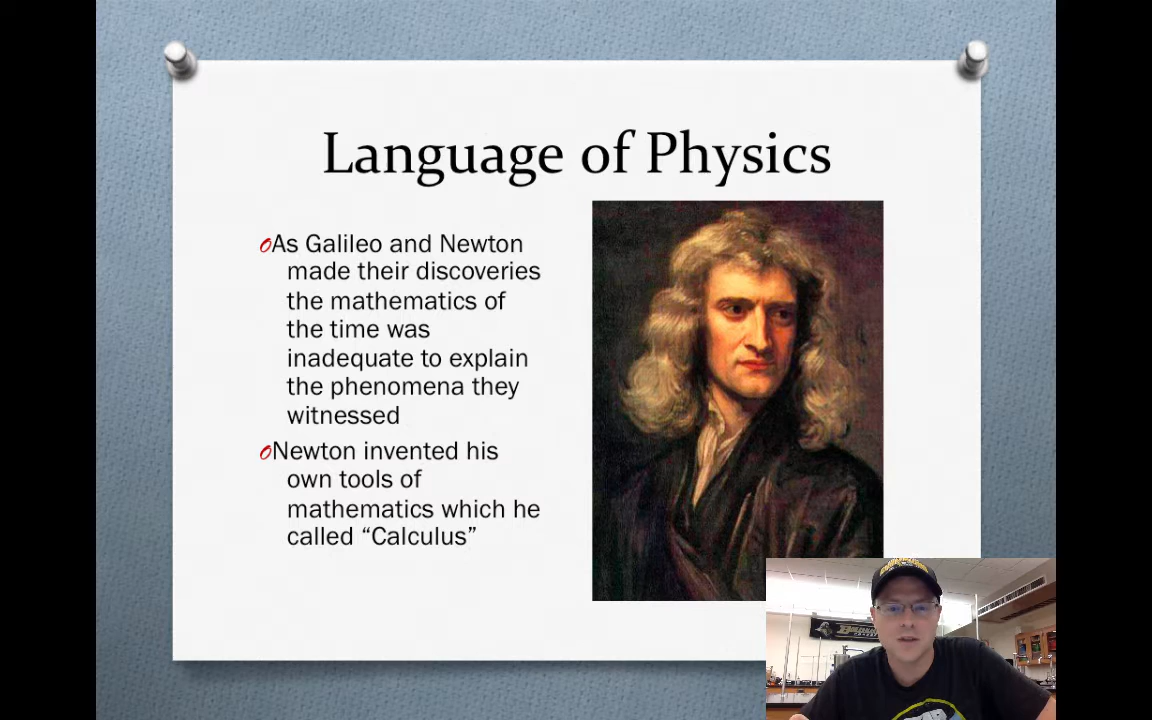 Language of Physics
As Galileo and Newton
made their discoveries
the mathematics of
the time was
inadequate to explain
the phenomena they
witnessed
Newton invented his
own tools of
mathematics which he
called “Calculus”